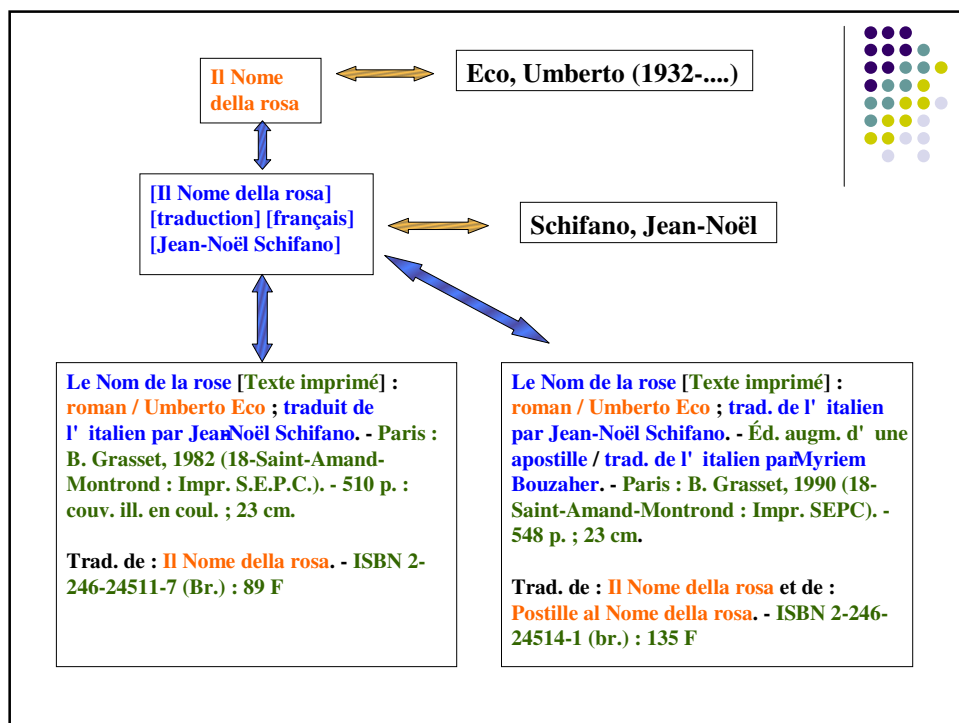 Il Nome
della rosa
Eco, Umberto (1932-....)
[Il Nome della rosa]
[traduction] [français]
[Jean-Noël Schifano]
Schifano, Jean-Noël
Le Nom de la rose [Texte imprimé] :
roman / Umberto Eco ; traduit de
l' italien par Jean-Noël Schifano. - Paris :
B. Grasset, 1982 (18-Saint-Amand-
Montrond : Impr. S.E.P.C.). - 510 p. :
couv. ill. en coul. ; 23 cm.
Trad. de : Il Nome della rosa. - ISBN 2-
246-24511-7 (Br.) : 89 F
Le Nom de la rose [Texte imprimé] :
roman / Umberto Eco ; trad. de l' italien
par Jean-Noël Schifano. - Éd. augm. d' une
apostille / trad. de l' italien par Myriem
Bouzaher. - Paris : B. Grasset, 1990 (18-
Saint-Amand-Montrond : Impr. SEPC). -
548 p. ; 23 cm.
Trad. de : Il Nome della rosa et de :
Postille al Nome della rosa. - ISBN 2-246-
24514-1 (br.) : 135 F